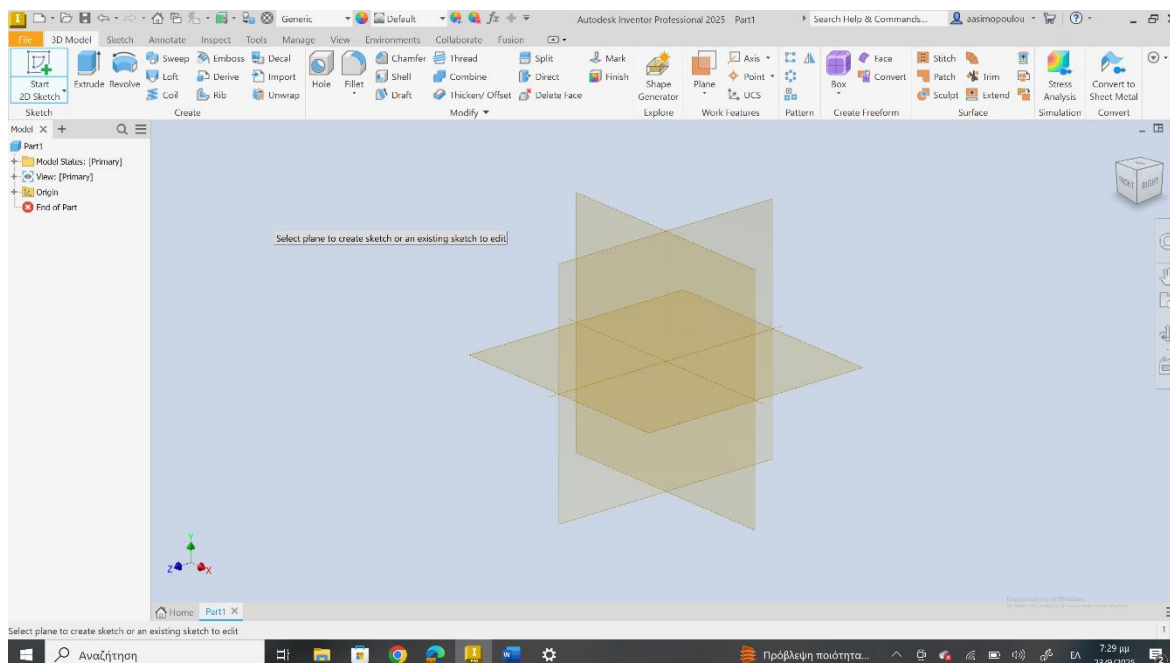 Generic Default Autodesk Inventor Professional 2025 Part1 Search Help & Commands... aasimopoulou
File 3D Model Sketch Annotate Inspect Tools Manage View Environments Collaborate Fusion
Start 2D Sketch
Extrude Revolve
Sweep Emboss Decal
Loft Derive Import
Coil Rib Unwrap
Hole Fillet
Chamfer Thread Split
Shell Combine Direct
Draft Thicken/ Offset Delete Face
Mark
Finish
Shape Generator
Plane
Axis
Point
UCS
Box
Face
Convert
Stitch
Patch Trim
Sculpt Extend
Stress Analysis
Convert to Sheet Metal
Sketch Create Modify Explore Work Features Pattern Create Freeform Surface Simulation Convert
Model
Part1
Model States: [Primary]
View: [Primary]
Origin
End of Part
Select plane to create sketch or an existing sketch to edit
FRONT RIGHT
Y
Z X
Home Part1
Select plane to create sketch or an existing sketch to edit 1
Αναζήτηση Πρόβλεψη ποιότητα... ΕΛ 7:29 μμ
23/9/2025